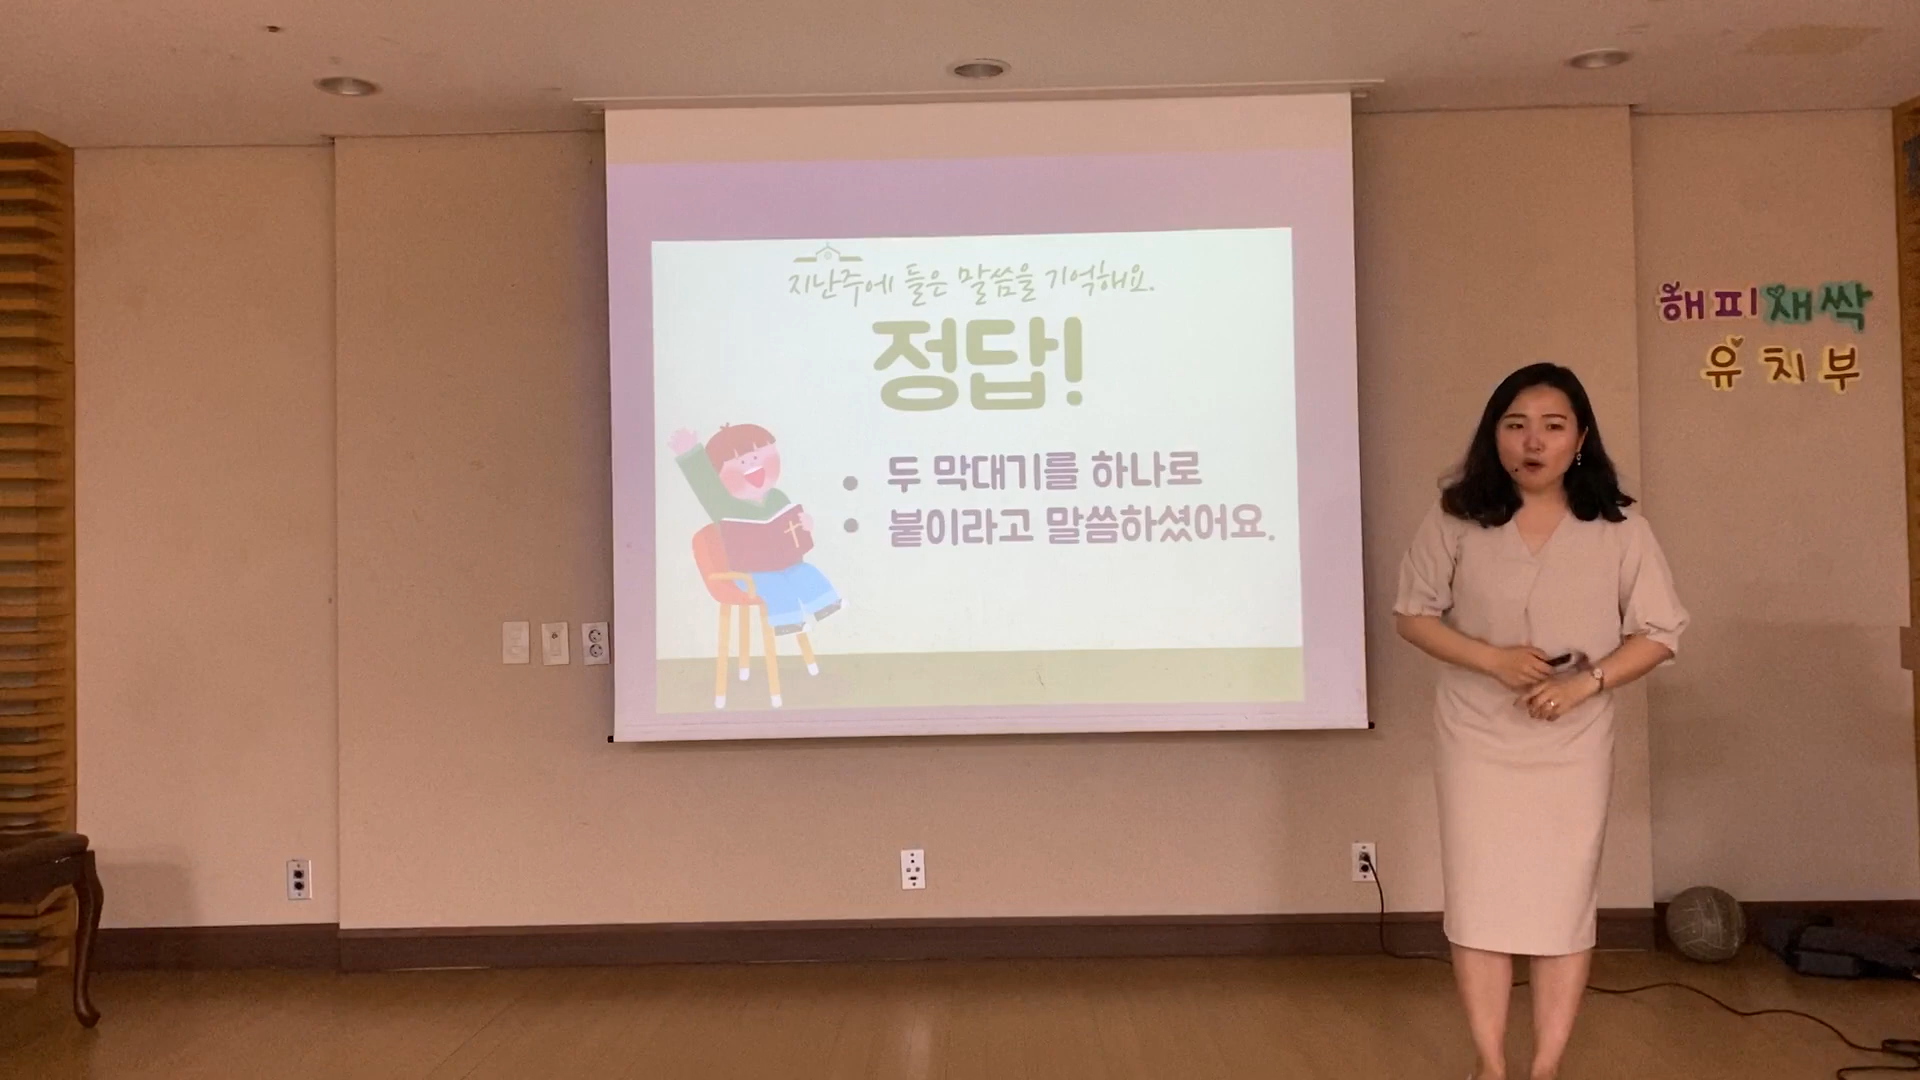 지난주에 들은 말씀을 기억해요.
정답!
두 막대기를 하나로
붙이라고 말씀하셨어요.
해피새싹
유치부